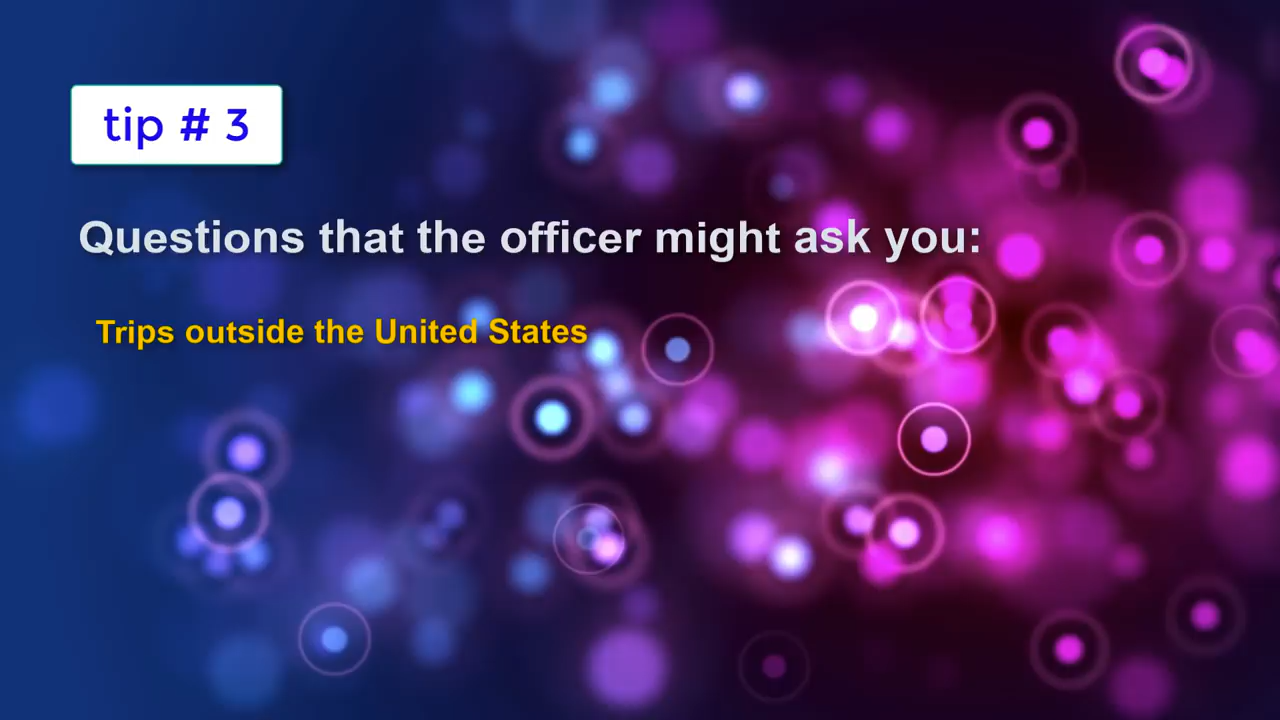 tip # 3
Questions that the officer might ask you:
Trips outside the United States